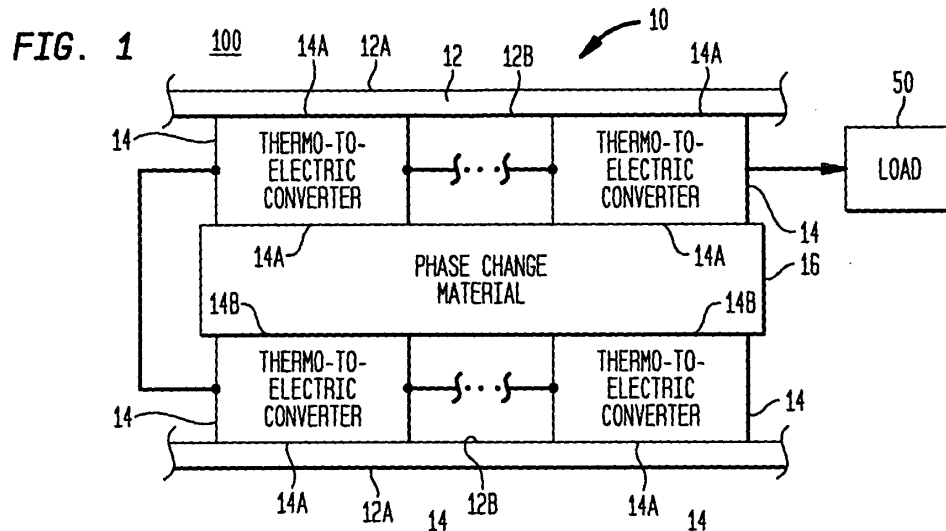 FIG. 1
100
10
14A
12A
12
12B
14A
50
14
THERMO-TO-
ELECTRIC
CONVERTER
THERMO-TO-
ELECTRIC
CONVERTER
LOAD
14
14A
14A
16
PHASE CHANGE
MATERIAL
14B
14B
THERMO-TO-
ELECTRIC
CONVERTER
THERMO-TO-
ELECTRIC
CONVERTER
14
14
14A
12A
12B
14A
14
14